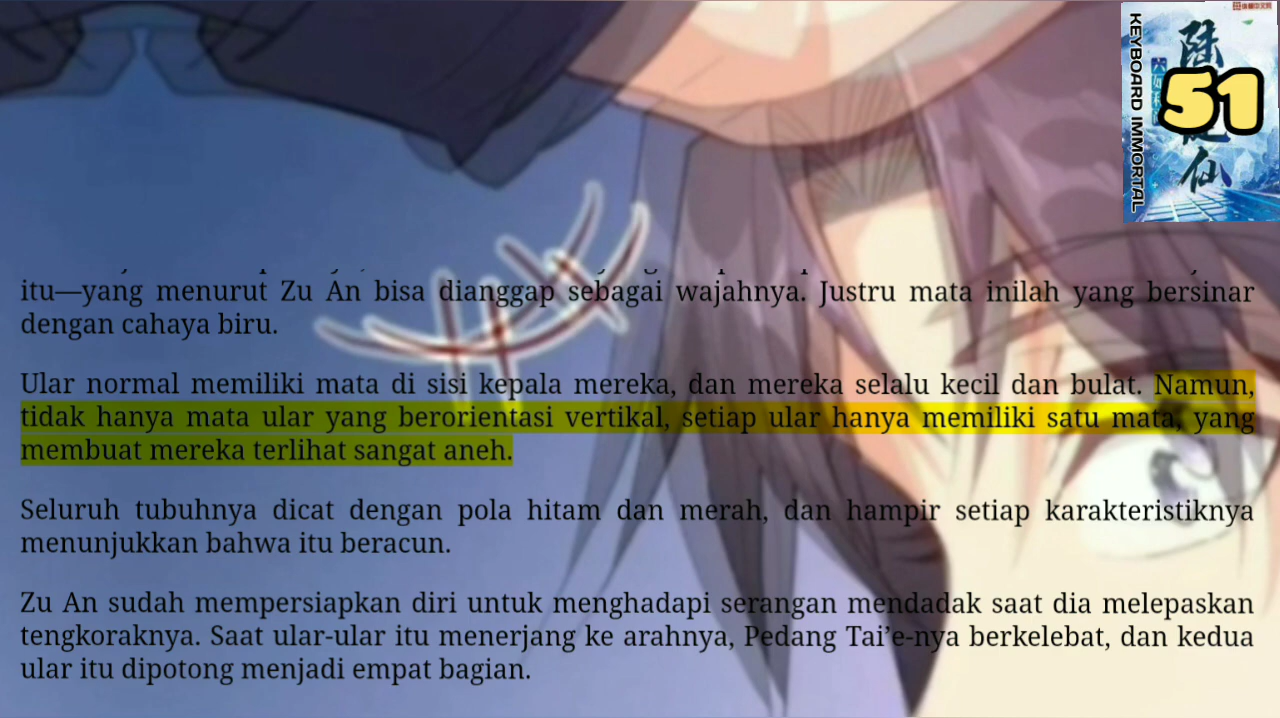 KEYBOARD IMMORTAL
51
仙
itu—yang menurut Zu An bisa dianggap sebagai wajahnya. Justru mata inilah yang bersinar
dengan cahaya biru.
Ular normal memiliki mata di sisi kepala mereka, dan mereka selalu kecil dan bulat. Namun,
tidak hanya mata ular yang berorientasi vertikal, setiap ular hanya memiliki satu mata, yang
membuat mereka terlihat sangat aneh.
Seluruh tubuhnya dicat dengan pola hitam dan merah, dan hampir setiap karakteristiknya
menunjukkan bahwa itu beracun.
Zu An sudah mempersiapkan diri untuk menghadapi serangan mendadak saat dia melepaskan
tengkoraknya. Saat ular-ular itu menerjang ke arahnya, Pedang Tai’e-nya berkelebat, dan kedua
ular itu dipotong menjadi empat bagian.